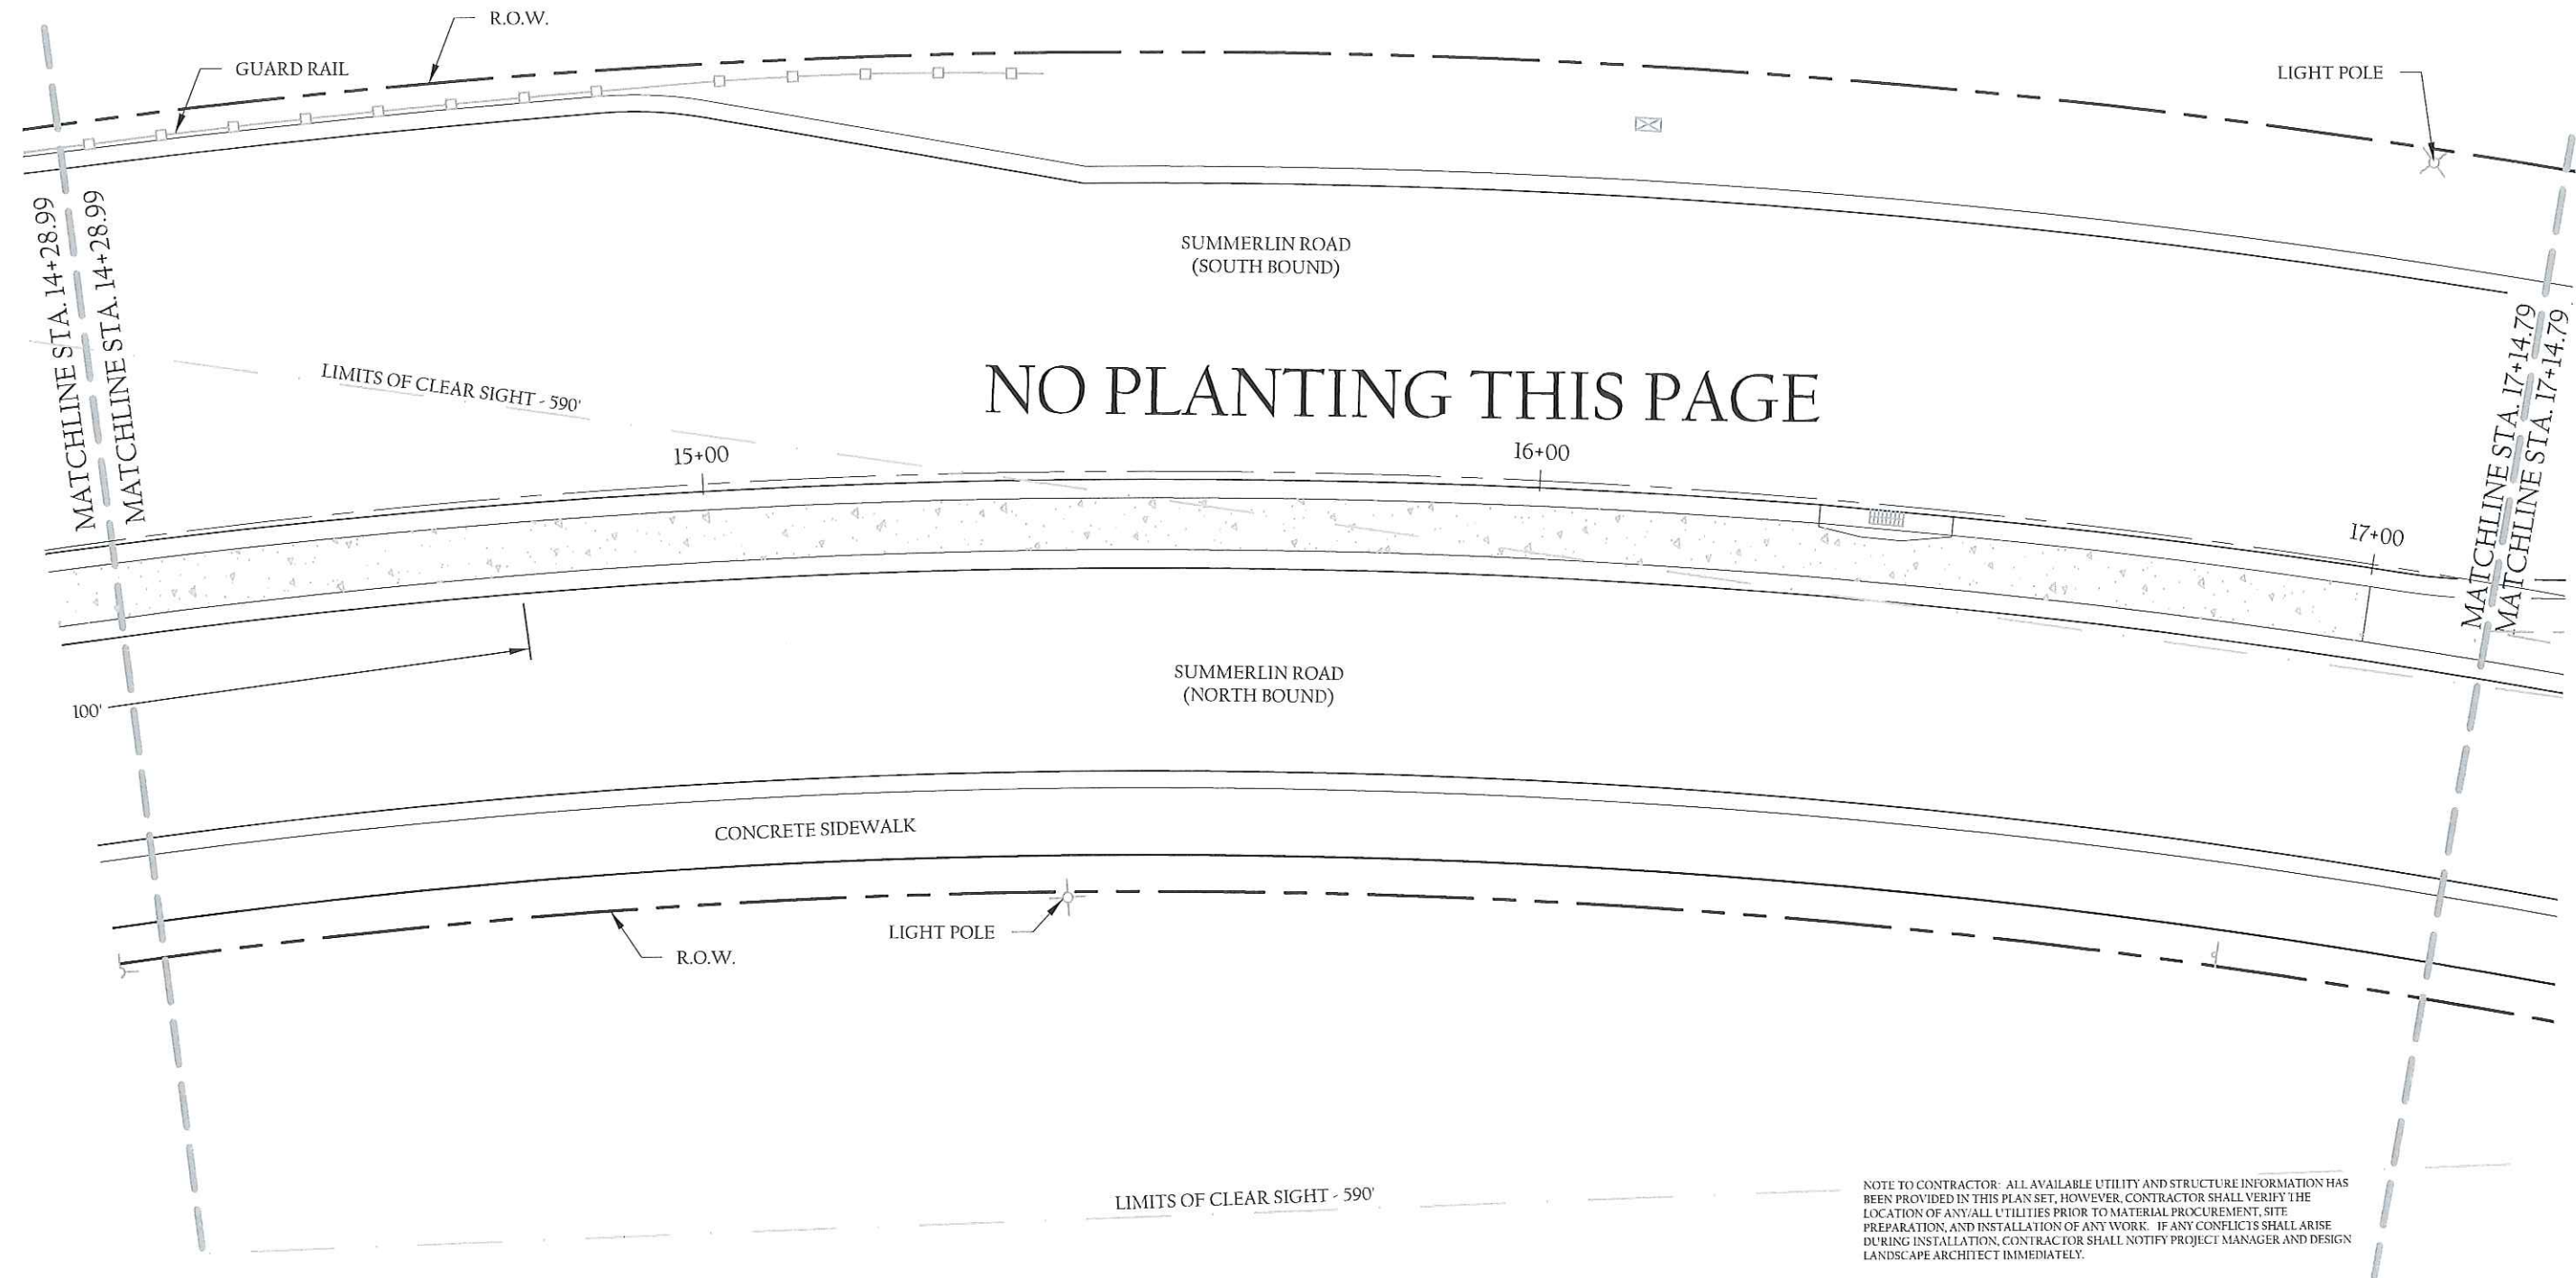 R.O.W.
GUARD RAIL
LIGHT POLE
MATCHLINE STA. 14+28.99
MATCHLINE STA. 14+28.99
SUMMERLIN ROAD
(SOUTH BOUND)
MATCHLINE STA. 17+14.79
MATCHLINE STA. 17+14.79
LIMITS OF CLEAR SIGHT - 590'
NO PLANTING THIS PAGE
15+00
16+00
17+00
100'
SUMMERLIN ROAD
(NORTH BOUND)
CONCRETE SIDEWALK
LIGHT POLE
R.O.W.
LIMITS OF CLEAR SIGHT - 590'
NOTE TO CONTRACTOR: ALL AVAILABLE UTILITY AND STRUCTURE INFORMATION HAS
BEEN PROVIDED IN THIS PLAN SET, HOWEVER, CONTRACTOR SHALL VERIFY THE
LOCATION OF ANY/ALL UTILITIES PRIOR TO MATERIAL PROCUREMENT, SITE
PREPARATION, AND INSTALLATION OF ANY WORK. IF ANY CONFLICTS SHALL ARISE
DURING INSTALLATION, CONTRACTOR SHALL NOTIFY PROJECT MANAGER AND DESIGN
LANDSCAPE ARCHITECT IMMEDIATELY.